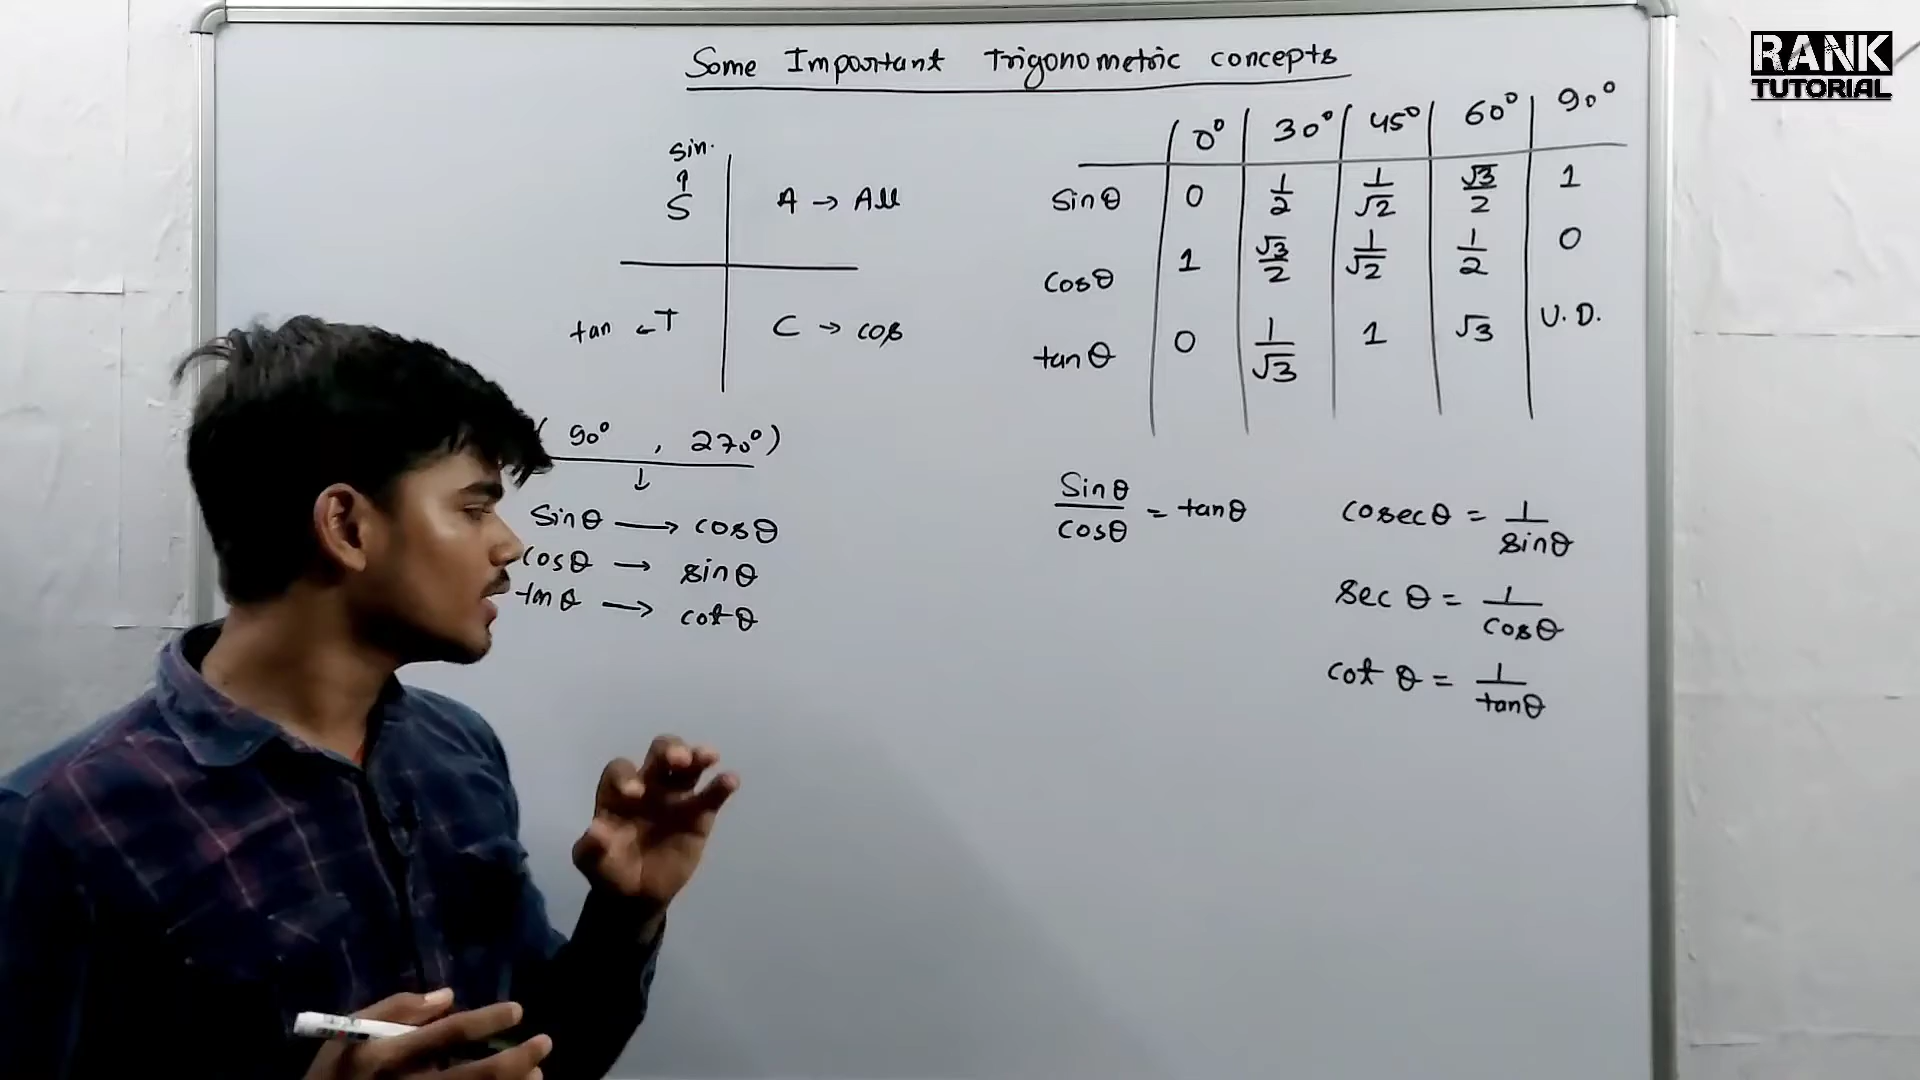 Some Important Trigonometric concepts
RANK
TUTORIAL
sin.
↑
S
A → All
tan ← T
C → cos
(90°, 270°)
↓
Sinθ → cosθ
cosθ → sinθ
tanθ → cotθ
0° 30° 45° 60° 90°
Sinθ 0 1/2 1/√2 √3/2 1
cosθ 1 √3/2 1/√2 1/2 0
tanθ 0 1/√3 1 √3 U.D.
Sinθ/cosθ = tanθ
cosecθ = 1/sinθ
sec θ = 1/cosθ
cot θ = 1/tanθ